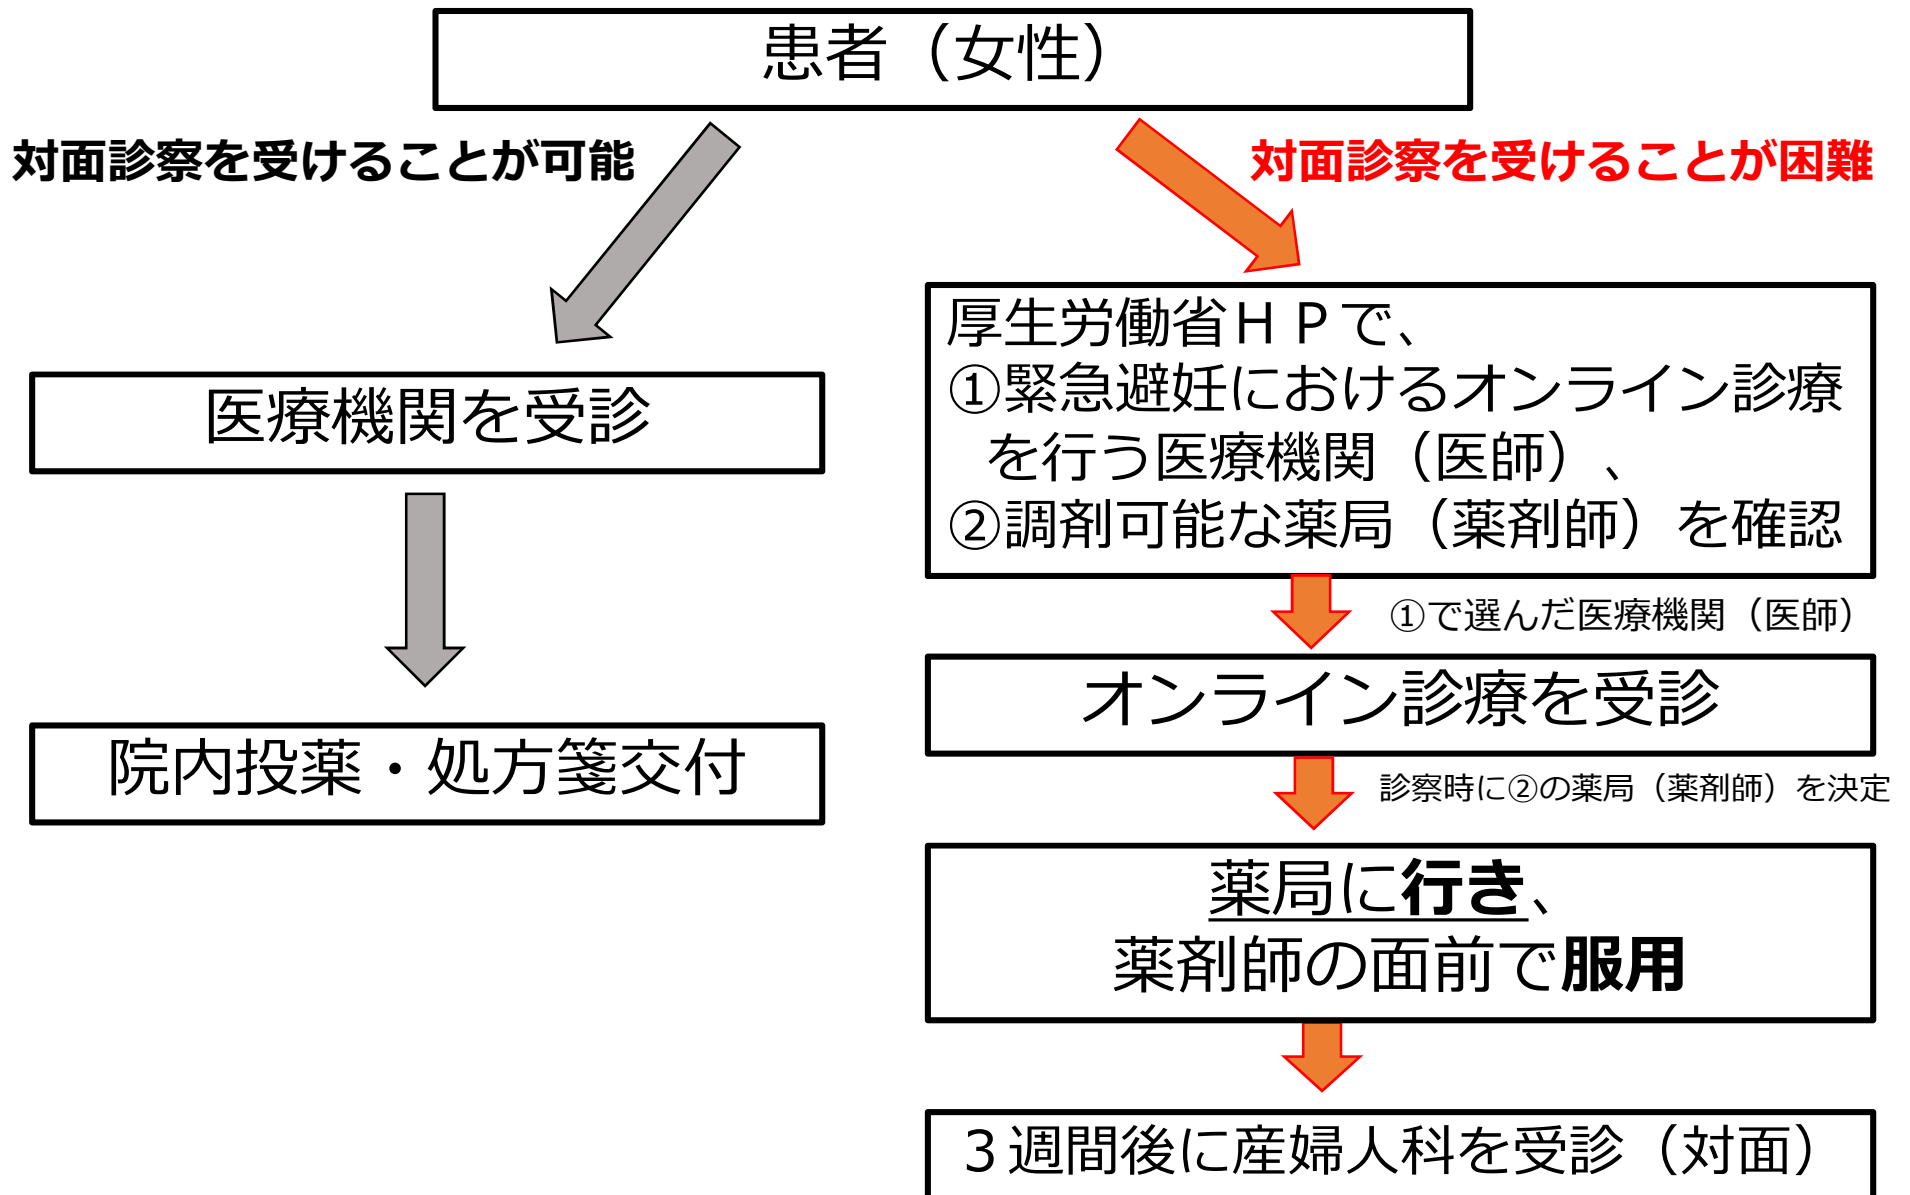 患者（女性）
対面診察を受けることが可能
対面診察を受けることが困難
医療機関を受診
院内投薬・処方箋交付
厚生労働省ＨＰで、
①緊急避妊におけるオンライン診療
を行う医療機関（医師）、
②調剤可能な薬局（薬剤師）を確認
①で選んだ医療機関（医師）
オンライン診療を受診
診察時に②の薬局（薬剤師）を決定
薬局に行き、
薬剤師の面前で服用
３週間後に産婦人科を受診（対面）